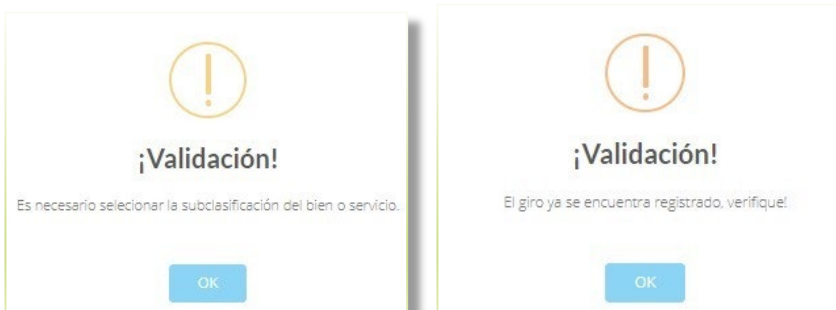 ¡Validación!
Es necesario selecionar la subclasificación del bien o servicio.
OK
¡Validación!
El giro ya se encuentra registrado, verifique!
OK